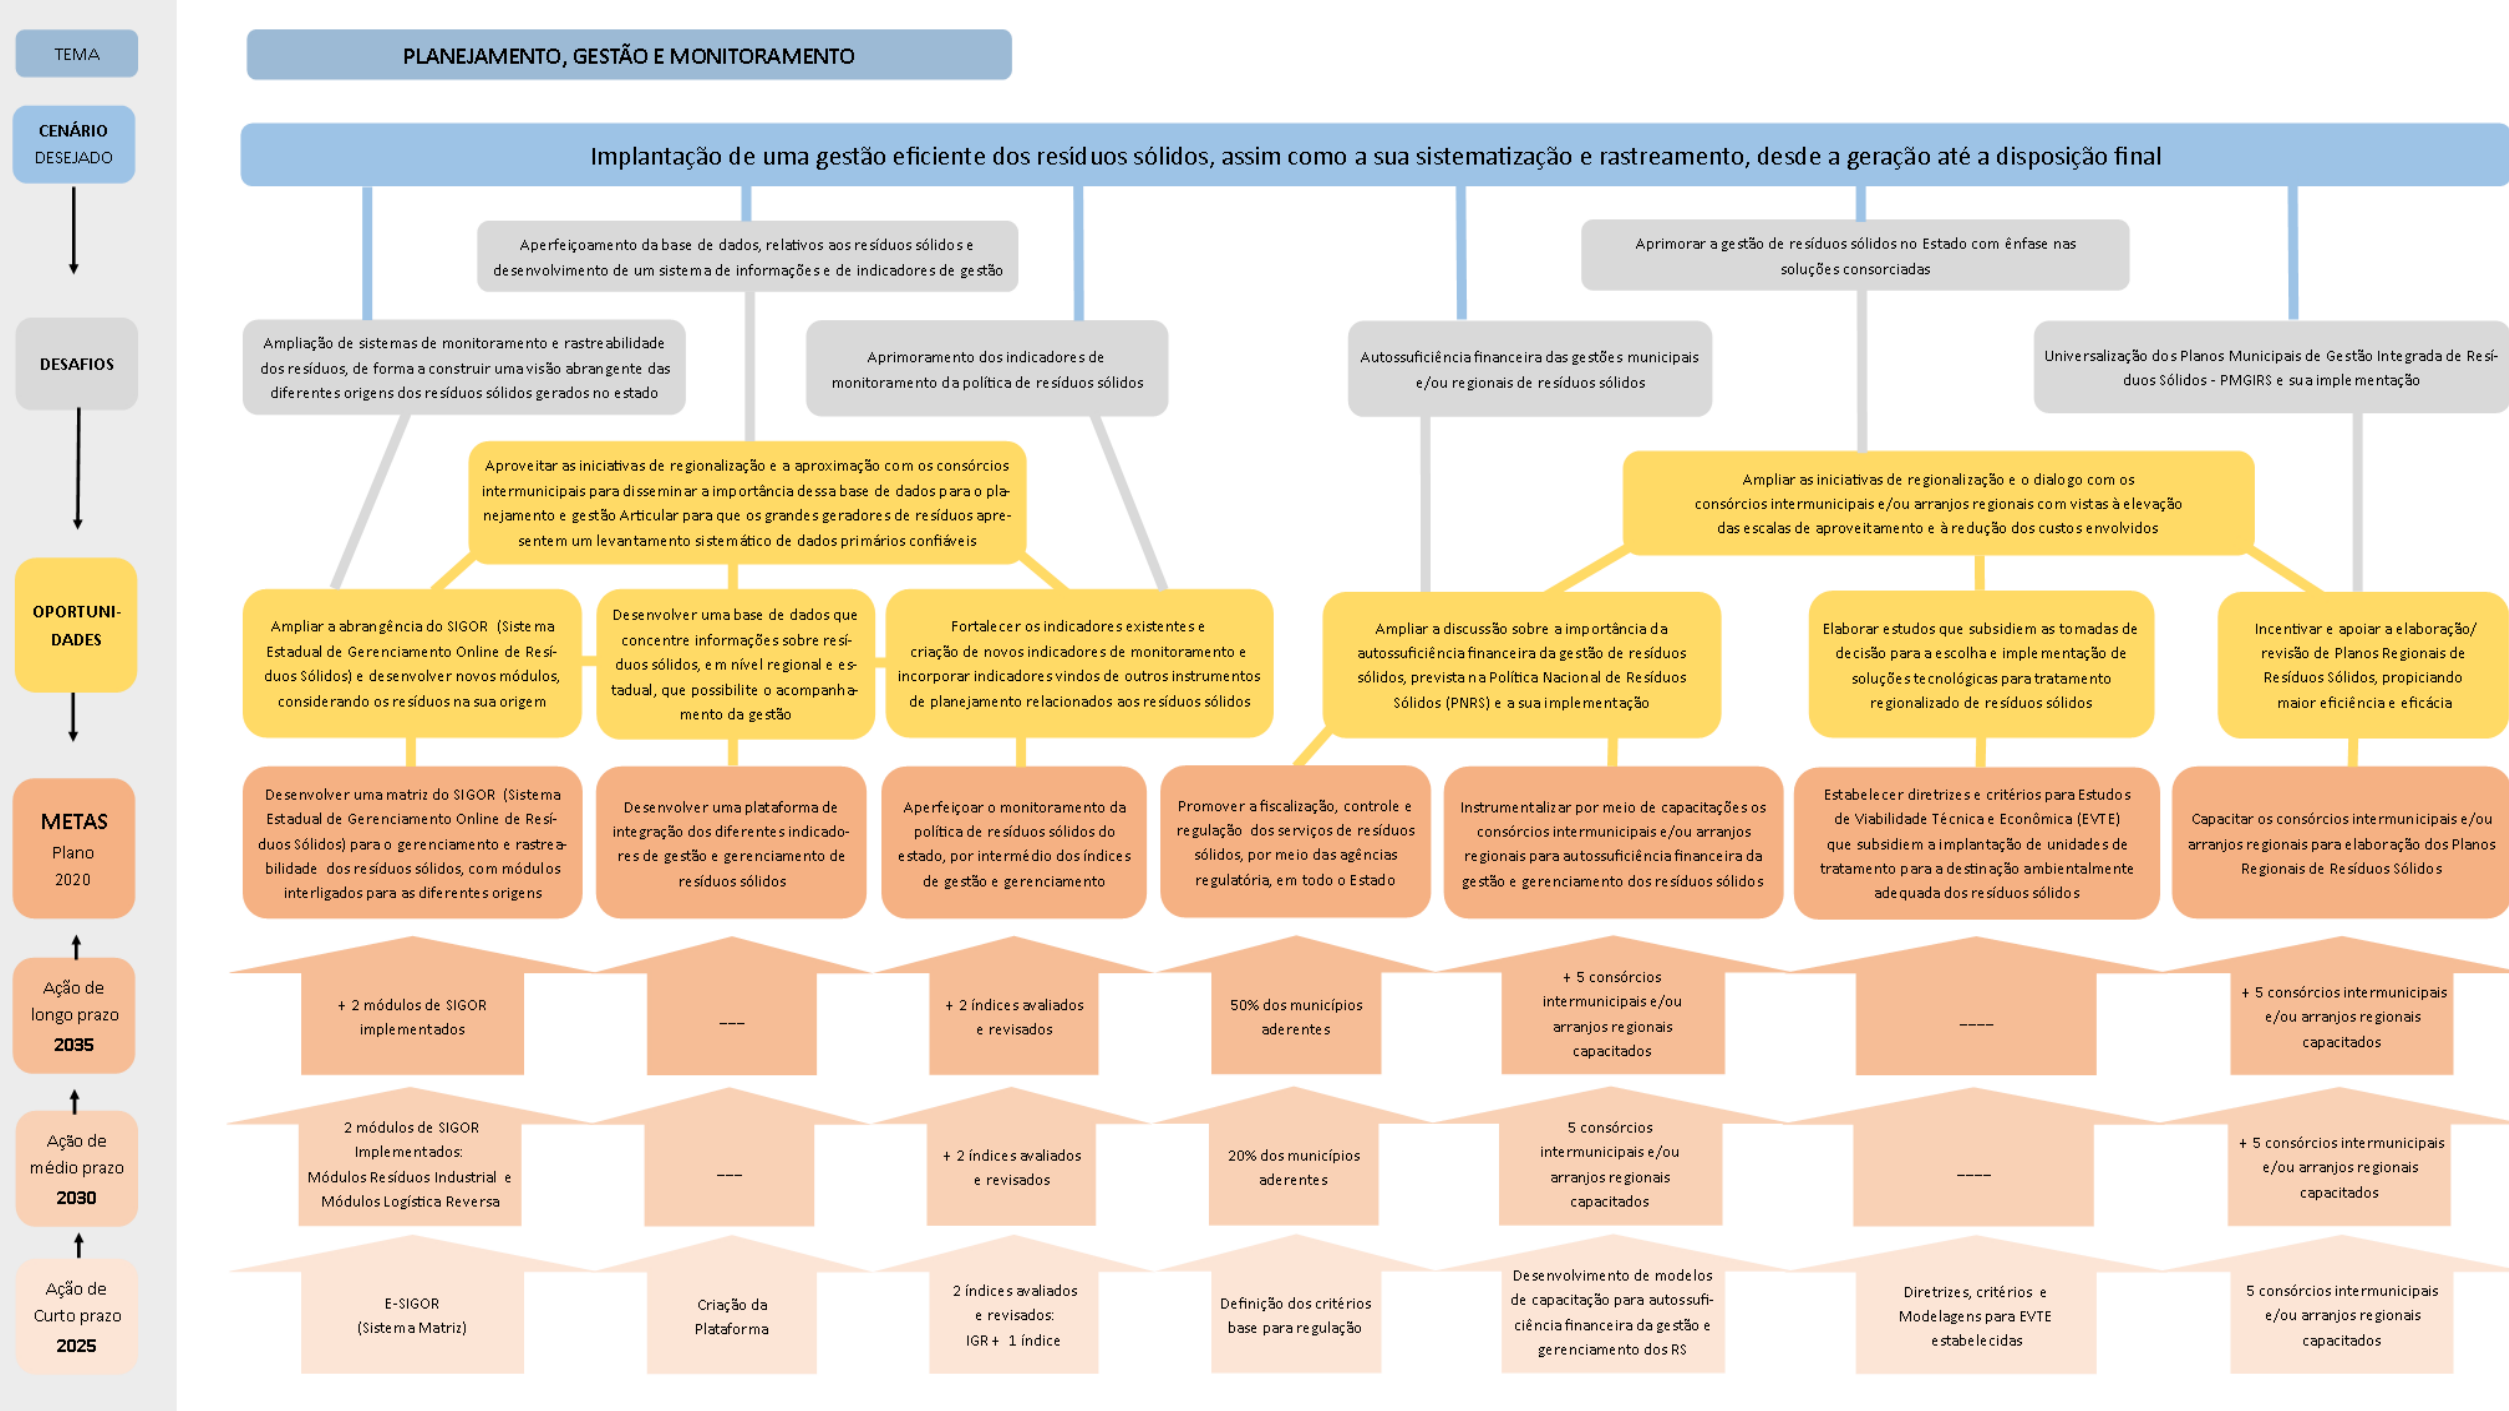 TEMA
PLANEJAMENTO, GESTÃO E MONITORAMENTO
CENÁRIO
DESEJADO
Implantação de uma gestão eficiente dos resíduos sólidos, assim como a sua sistematização e rastreamento, desde a geração até a disposição final
DESAFIOS
Aperfeiçoamento da base de dados, relativos aos resíduos sólidos e
desenvolvimento de um sistema de informações e de indicadores de gestão
Aprimorar a gestão de resíduos sólidos no Estado com ênfase nas
soluções consorciadas
Ampliação de sistemas de monitoramento e rastreabilidade
dos resíduos, de forma a construir uma visão abrangente das
diferentes origens dos resíduos sólidos gerados no estado
Aprimoramento dos indicadores de
monitoramento da política de resíduos sólidos
Autossuficiência financeira das gestões municipais
e/ou regionais de resíduos sólidos
Universalização dos Planos Municipais de Gestão Integrada de Resí-
duos Sólidos - PMGIRS e sua implementação
OPORTUNI-
DADES
Aproveitar as iniciativas de regionalização e a aproximação com os consórcios
intermunicipais para disseminar a importância dessa base de dados para o pla-
nejamento e gestão Articular para que os grandes geradores de resíduos apre-
sentem um levantamento sistemático de dados primários confiáveis
Ampliar as iniciativas de regionalização e o dialogo com os
consórcios intermunicipais e/ou arranjos regionais com vistas à elevação
das escalas de aproveitamento e à redução dos custos envolvidos
Ampliar a abrangência do SIGOR (Sistema
Estadual de Gerenciamento Online de Resí-
duos Sólidos) e desenvolver novos módulos,
considerando os resíduos na sua origem
Desenvolver uma base de dados que
concentre informações sobre resí-
duos sólidos, em nível regional e es-
tadual, que possibilite o acompanha-
mento da gestão
Fortalecer os indicadores existentes e
criação de novos indicadores de monitoramento e
incorporar indicadores vindos de outros instrumentos
de planejamento relacionados aos resíduos sólidos
Ampliar a discussão sobre a importância da
autossuficiência financeira da gestão de resíduos
sólidos, prevista na Política Nacional de Resíduos
Sólidos (PNRS) e a sua implementação
Elaborar estudos que subsidiem as tomadas de
decisão para a escolha e implementação de
soluções tecnológicas para tratamento
regionalizado de resíduos sólidos
Incentivar e apoiar a elaboração/
revisão de Planos Regionais de
Resíduos Sólidos, propiciando
maior eficiência e eficácia
METAS
Plano
2020
Desenvolver uma matriz do SIGOR (Sistema
Estadual de Gerenciamento Online de Resí-
duos Sólidos) para o gerenciamento e rastrea-
bilidade dos resíduos sólidos, com módulos
interligados para as diferentes origens
Desenvolver uma plataforma de
integração dos diferentes indicado-
res de gestão e gerenciamento de
resíduos sólidos
Aperfeiçoar o monitoramento da
política de resíduos sólidos do
estado, por intermédio dos índices
de gestão e gerenciamento
Promover a fiscalização, controle e
regulação dos serviços de resíduos
sólidos, por meio das agências
regulatória, em todo o Estado
Instrumentalizar por meio de capacitações os
consórcios intermunicipais e/ou arranjos
regionais para autossuficiência financeira da
gestão e gerenciamento dos resíduos sólidos
Estabelecer diretrizes e critérios para Estudos
de Viabilidade Técnica e Econômica (EVTE)
que subsidiem a implantação de unidades de
tratamento para a destinação ambientalmente
adequada dos resíduos sólidos
Capacitar os consórcios intermunicipais e/ou
arranjos regionais para elaboração dos Planos
Regionais de Resíduos Sólidos
Ação de
longo prazo
2035
+ 2 módulos de SIGOR
implementados
___
+ 2 índices avaliados
e revisados
50% dos municípios
aderentes
+ 5 consórcios
intermunicipais e/ou
arranjos regionais
capacitados
____
+ 5 consórcios intermunicipais
e/ou arranjos regionais
capacitados
Ação de
médio prazo
2030
2 módulos de SIGOR
Implementados:
Módulos Resíduos Industrial e
Módulos Logística Reversa
___
+ 2 índices avaliados
e revisados
20% dos municípios
aderentes
5 consórcios
intermunicipais e/ou
arranjos regionais
capacitados
____
+ 5 consórcios intermunicipais
e/ou arranjos regionais
capacitados
Ação de
Curto prazo
2025
E-SIGOR
(Sistema Matriz)
Criação da
Plataforma
2 índices avaliados
e revisados:
IGR + 1 índice
Definição dos critérios
base para regulação
Desenvolvimento de modelos
de capacitação para autossufi-
ciência financeira da gestão e
gerenciamento dos RS
Diretrizes, critérios e
Modelagens para EVTE
estabelecidas
5 consórcios intermunicipais
e/ou arranjos regionais
capacitados